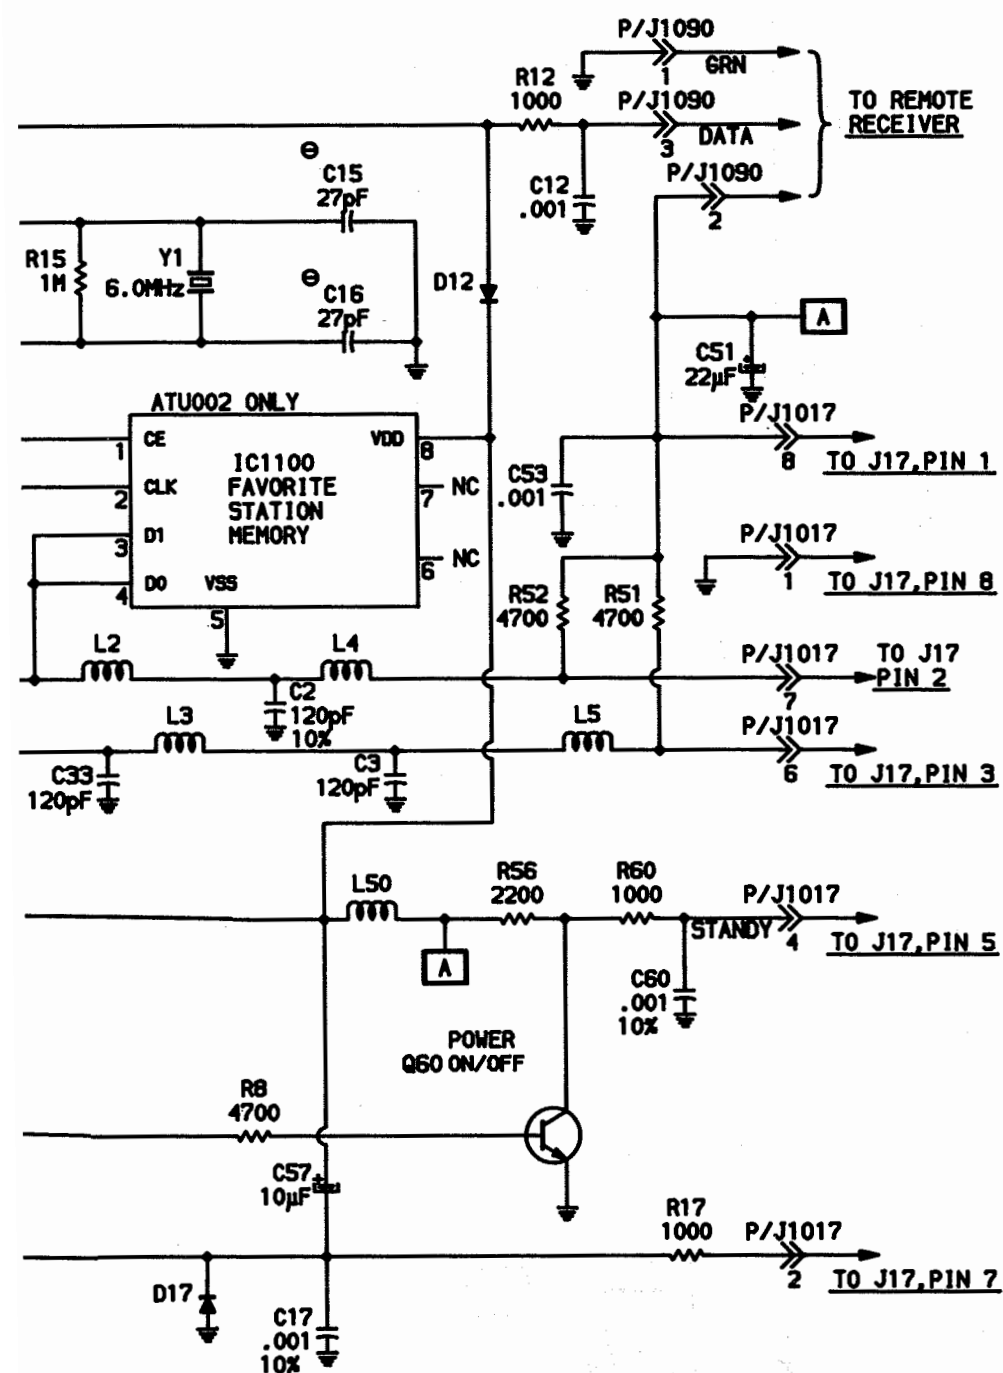 P/J1090
1
GRN
R12
1000
P/J1090
3
DATA
TO REMOTE
RECEIVER
P/J1090
2
C12
.001
C15
27pF
R15
1M
Y1
6.0MHz
C16
27pF
D12
A
C51
22µF
ATU002 ONLY
CE
1
CLK
2
D1
3
D0
4
VSS
5
VDD
8
7
NC
6
NC
IC1100
FAVORITE
STATION
MEMORY
C53
.001
P/J1017
8
TO J17,PIN 1
P/J1017
1
TO J17,PIN 8
R52
4700
R51
4700
L2
L4
C2
120pF
10%
P/J1017
7
TO J17
PIN 2
L3
L5
C33
120pF
C3
120pF
P/J1017
6
TO J17,PIN 3
L50
R56
2200
R60
1000
P/J1017
STANDY
4
TO J17,PIN 5
A
C60
.001
10%
POWER
Q60 ON/OFF
R8
4700
C57
+
10µF
R17
1000
P/J1017
2
TO J17,PIN 7
D17
C17
.001
10%